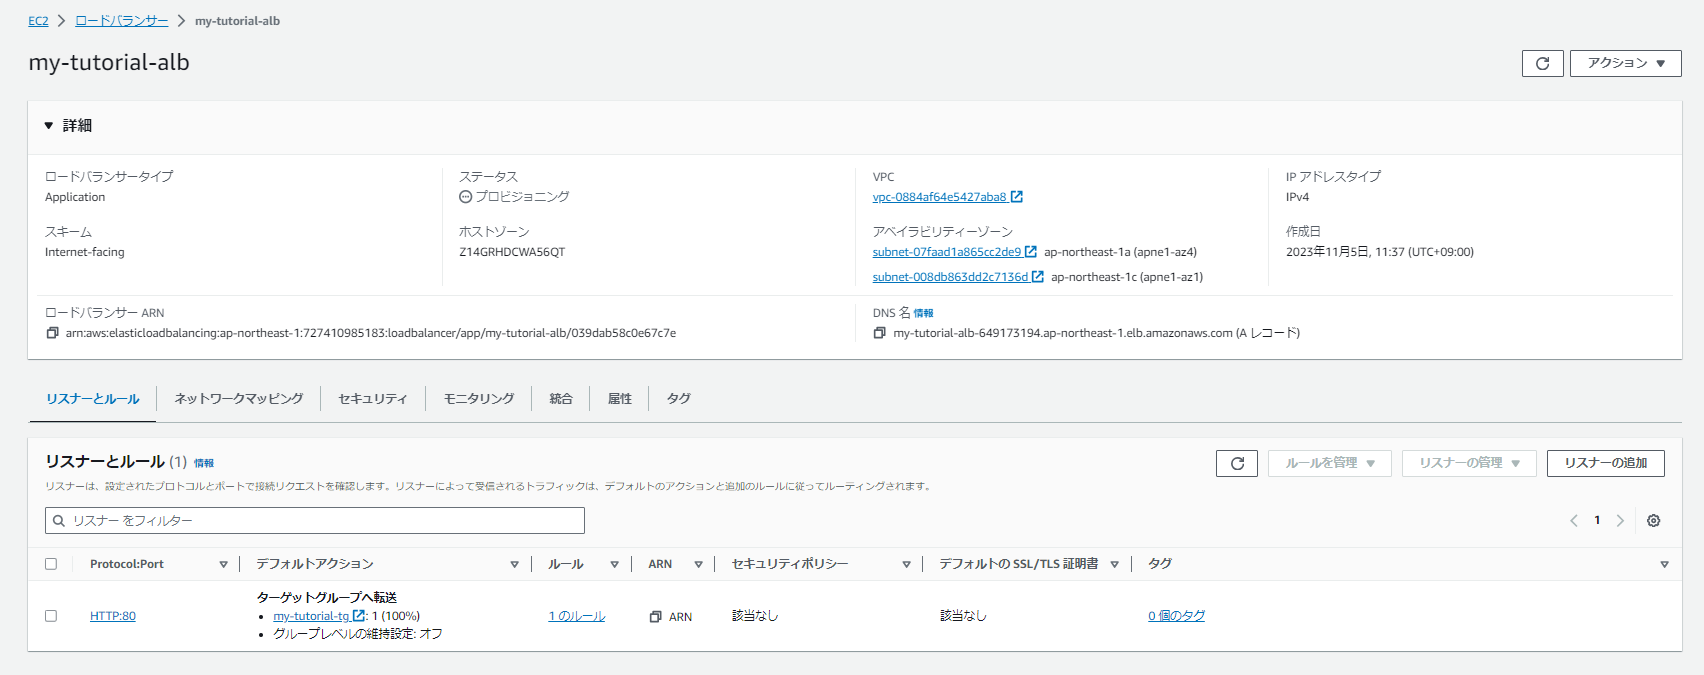 EC2 > ロードバランサー > my-tutorial-alb
my-tutorial-alb
アクション ▼
▼ 詳細
ロードバランサータイプ
Application
ステータス
プロビジョニング
VPC
vpc-0884af64e5427aba8
IP アドレスタイプ
IPv4
スキーム
Internet-facing
ホストゾーン
Z14GRHDCWA56QT
アベイラビリティーゾーン
subnet-07faad1a865cc2de9 ap-northeast-1a (apne1-az4)
subnet-008db863dd2c7136d ap-northeast-1c (apne1-az1)
作成日
2023年11月5日, 11:37 (UTC+09:00)
ロードバランサー ARN
arn:aws:elasticloadbalancing:ap-northeast-1:727410985183:loadbalancer/app/my-tutorial-alb/039dab58c0e67c7e
DNS 名 情報
my-tutorial-alb-649173194.ap-northeast-1.elb.amazonaws.com (A レコード)
リスナーとルール ネットワークマッピング セキュリティ モニタリング 統合 属性 タグ
リスナーとルール (1) 情報
ルールを管理 ▼ リスナーの管理 ▼ リスナーの追加
リスナーは、設定されたプロトコルとポートで接続リクエストを確認します。リスナーによって受信されるトラフィックは、デフォルトのアクションと追加のルールに従ってルーティングされます。
リスナー をフィルター
< 1 >
Protocol:Port デフォルトアクション ルール ARN セキュリティポリシー デフォルトの SSL/TLS 証明書 タグ
ターゲットグループへ転送
HTTP:80 • my-tutorial-tg : 1 (100%) 1 のルール ARN 該当なし 該当なし 0 個のタグ
• グループレベルの維持設定: オフ